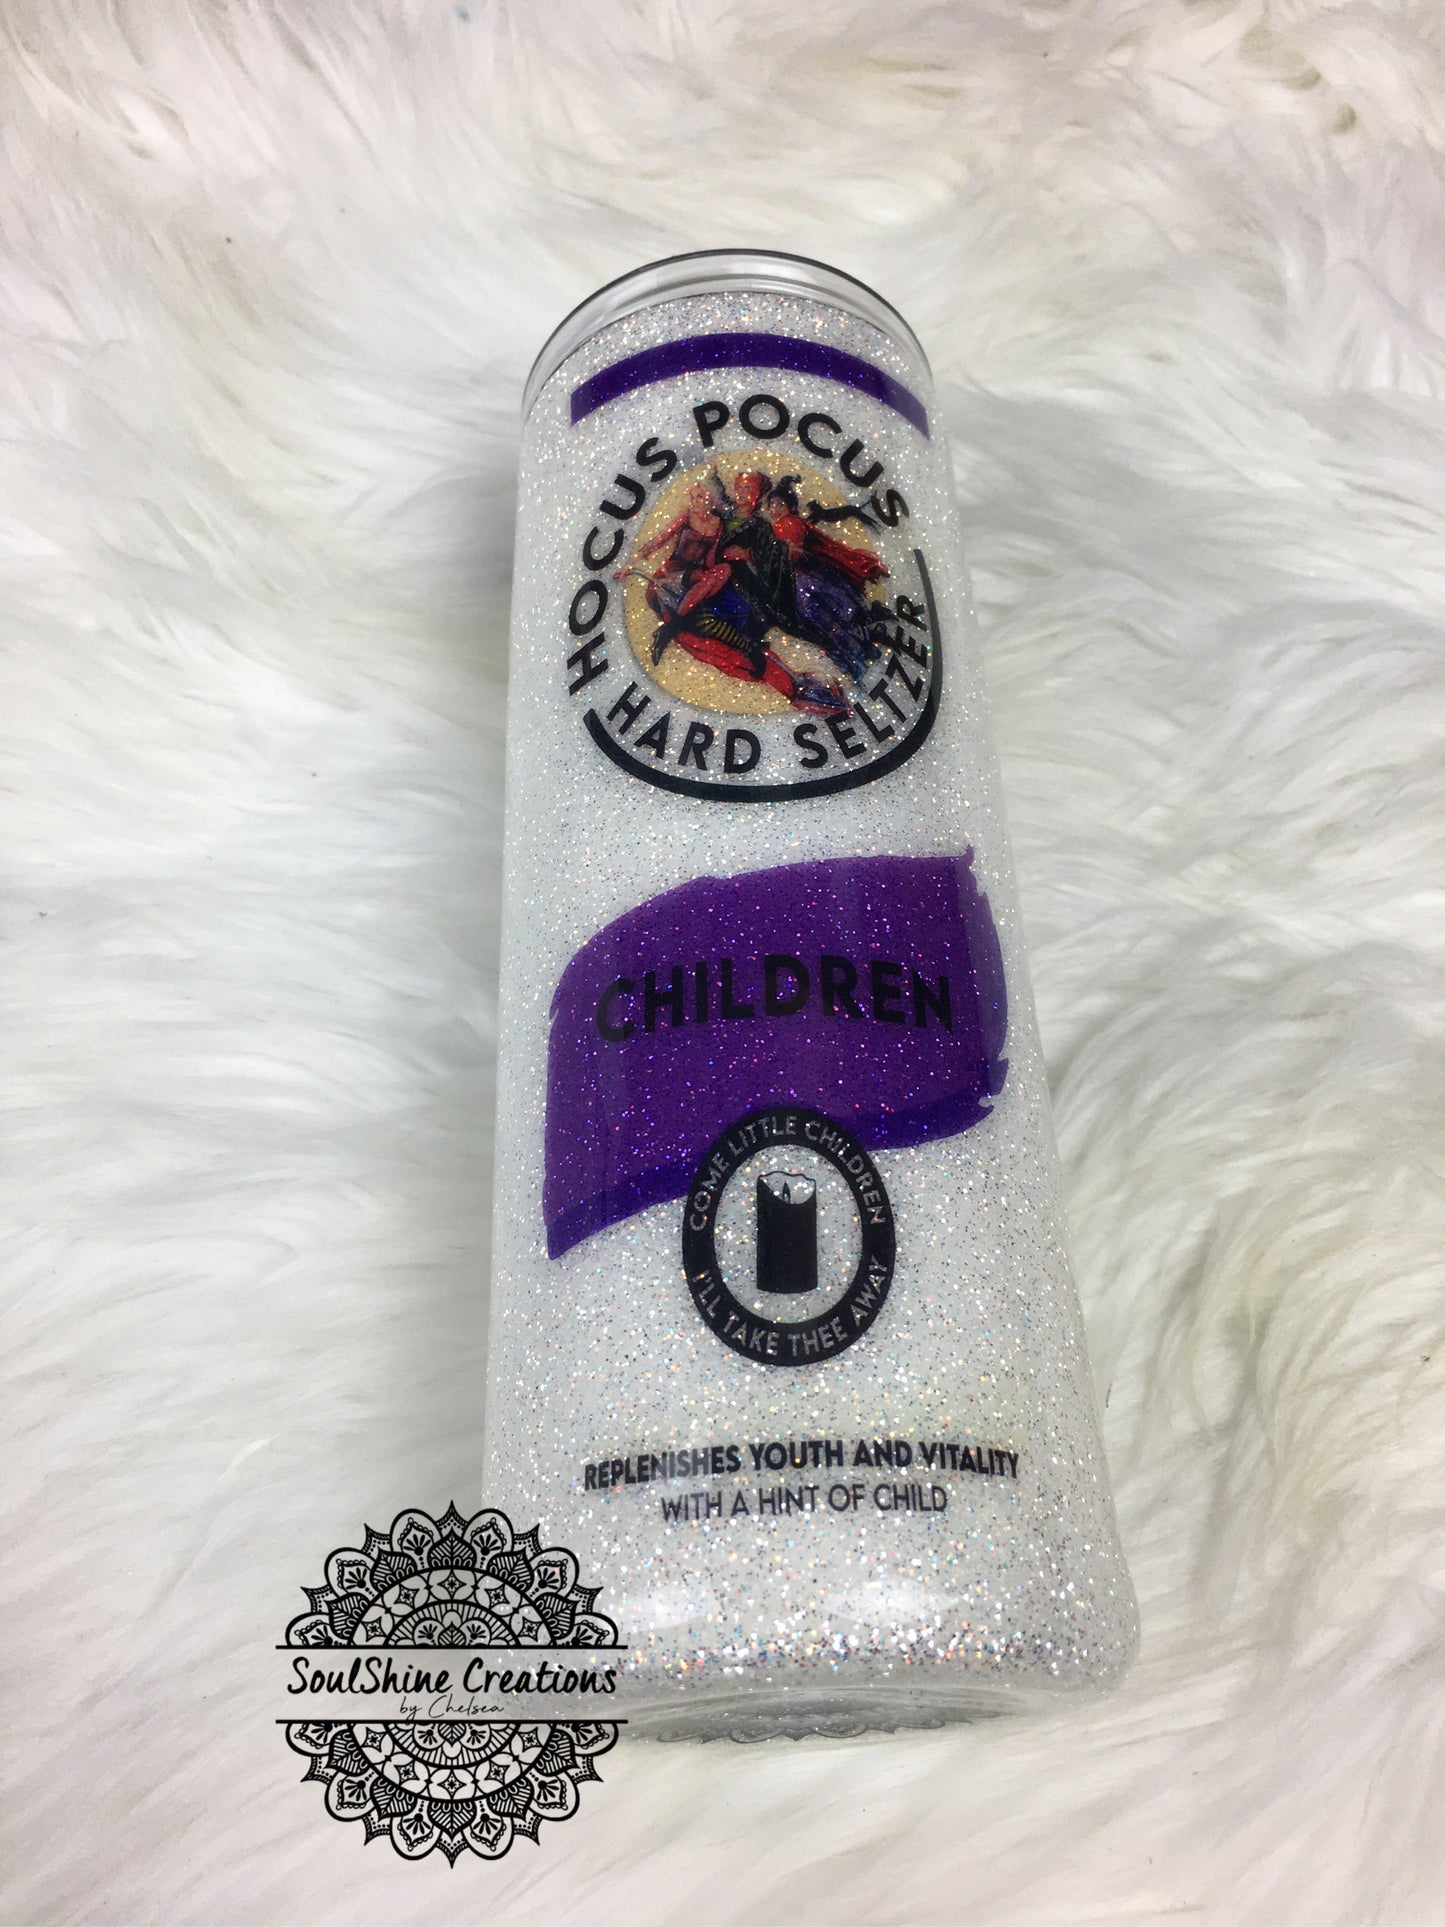 HOCUS POCUS
HARD SELTZER
CHILDREN
COME LITTLE CHILDREN
I'LL TAKE THEE AWAY
REPLENISHES YOUTH AND VITALITY
WITH A HINT OF CHILD
SoulShine Creations
by Chelsea